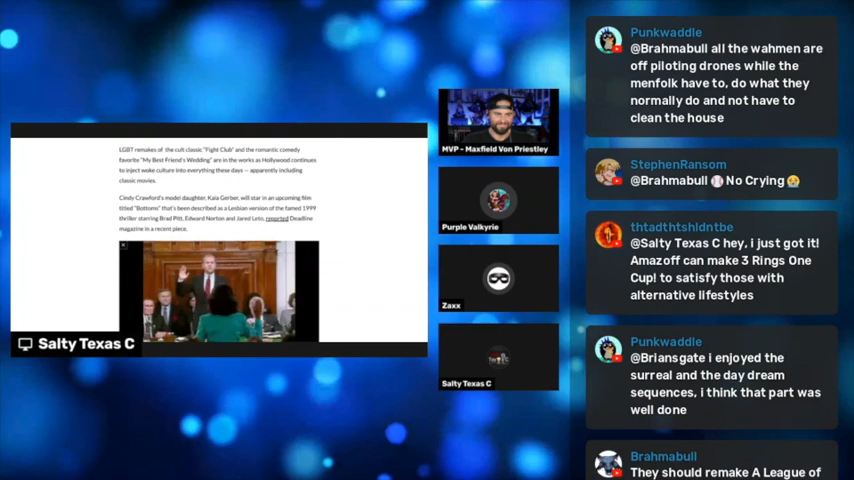 LGBT remakes of the cult classic "Fight Club" and the romantic comedy
favorite "My Best Friend's Wedding" are in the works as Hollywood continues
to inject woke culture into everything these days — apparently including
classic movies.
Cindy Crawford's model daughter, Kaia Gerber, will star in an upcoming film
titled "Bottoms" that's been described as a Lesbian version of the famed 1999
thriller starring Brad Pitt, Edward Norton and Jared Leto, reported Deadline
magazine in a recent piece.
Salty Texas C
MVP - Maxfield Von Priestley
Purple Valkyrie
Zaxx
Salty Texas C
Punkwaddle
@Brahmabull all the wahmen are
off piloting drones while the
menfolk have to, do what they
normally do and not have to
clean the house
StephenRansom
@Brahmabull ⚾ No Crying 😭
thtadthtshldntbe
@Salty Texas C hey, i just got it!
Amazoff can make 3 Rings One
Cup! to satisfy those with
alternative lifestyles
Punkwaddle
@Briansgate i enjoyed the
surreal and the day dream
sequences, i think that part was
well done
Brahmabull
They should remake A League of